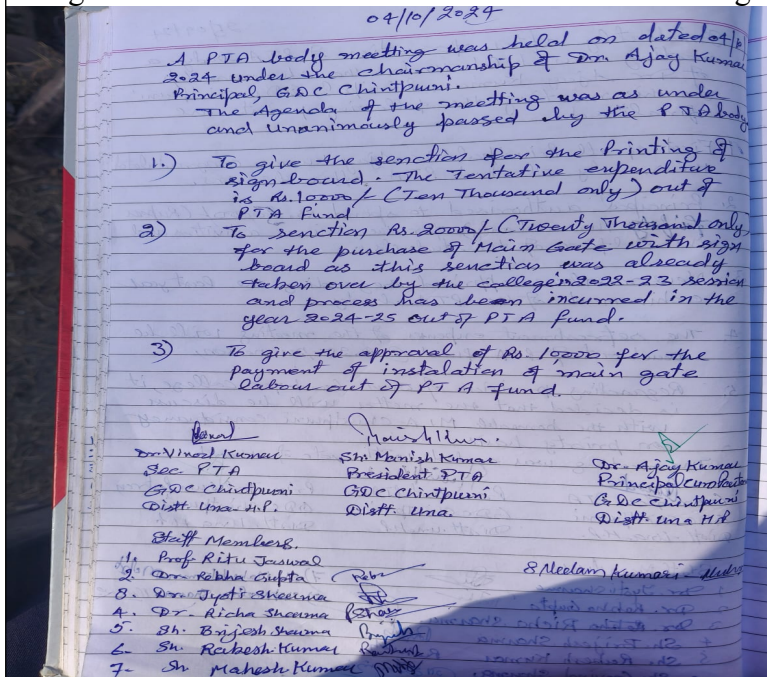 04/10/2024
A PTA body meetting was held on dated 04/10
2024 under the chairmanship of Dr. Ajay Kumar
Principal, GDC Chintpurni.
The Agenda of the meetting was as under
and unanimously passed by the PTA body
1.) To give the senction for the Printing of
sign board. The Tentative expenditure
is Rs.10000/- (Ten Thousand only) out of
PTA Fund
2) To senction Rs.20000/- (Twenty Thousand only)
for the purchase of Main Gate with sign
board as this senction was already
taken over by the college in 2022-23 session
and process has been incurred in the
year 2024-25 out of PTA fund.
3) To give the approval of Rs. 10000 for the
payment of instalation of main gate
labour out of PTA fund.
Dr. Vinod Kumar Sh. Manish Kumar Dr. Ajay Kumar
Sec PTA President PTA Principal cum Patron
GDC Chintpurni GDC Chintpurni GDC Chintpurni
Distt. Una - H.P. Distt. Una. Distt. Una H.P
Staff Members.
1. Prof Ritu Jaswal
2. Dr. Rebha Gupta 8 Neelam Kumari
3. Dr. Jyoti Sharma
4. Dr. Richa Sharma
5. Sh. Brijesh Sharma
6- Sh. Rakesh Kumar
7- Sh Mahesh Kumar